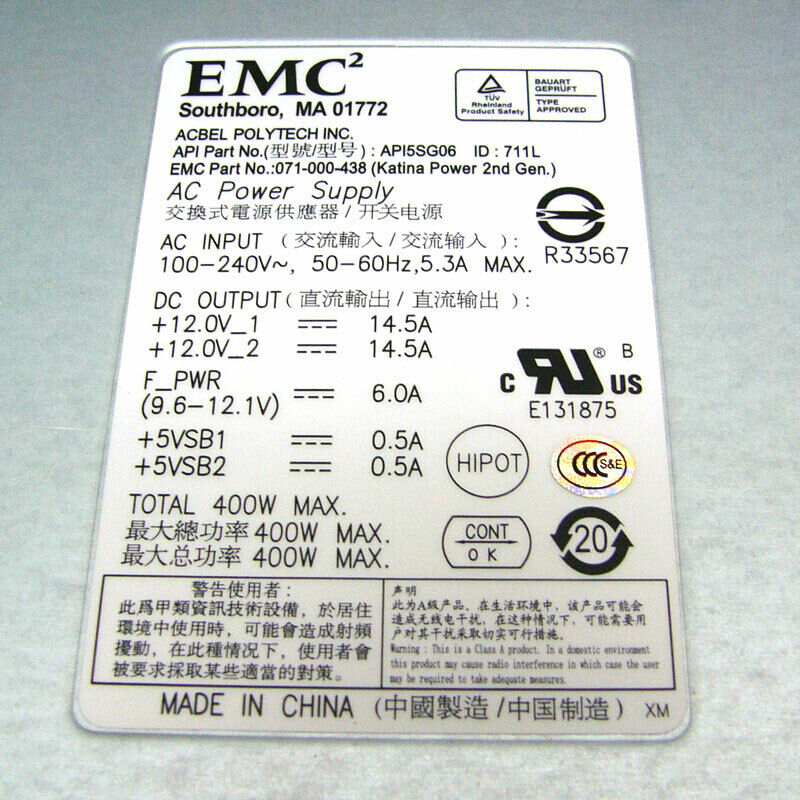 EMC²
Southboro, MA 01772
TÜV
Rheinland
Product Safety
BAUART
GEPRÜFT
TYPE
APPROVED
ACBEL POLYTECH INC.
API Part No.(型號/型号) : API5SG06 ID : 711L
EMC Part No.:071-000-438 (Katina Power 2nd Gen.)
AC Power Supply
交換式電源供應器 / 开关电源
R33567
AC INPUT ( 交流輸入 / 交流输入 ) :
100-240V~, 50-60Hz,5.3A MAX.
DC OUTPUT( 直流輸出 / 直流输出 ) :
+12.0V_1 14.5A
+12.0V_2 14.5A
F_PWR
(9.6-12.1V) 6.0A
+5VSB1 0.5A
+5VSB2 0.5A
c RU ® US B
E131875
HIPOT
CCC S&E
TOTAL 400W MAX.
最大總功率 400W MAX.
最大总功率 400W MAX.
CONT
OK
20
警告使用者:
此爲甲類資訊技術設備，於居住
環境中使用時，可能會造成射頻
擾動，在此種情況下，使用者會
被要求採取某些適當的對策。
声明
此为A级产品、在生活环境中，该产品可能会
造成无线电干扰，在这种情况下，可能需要用
户对其干扰采取切实可行措施。
Warning : This is a Class A product. In a domestic environment
this product may cause radio interference in which case the user
may be required to take adequate measures.
MADE IN CHINA (中國製造 /中国制造) XM